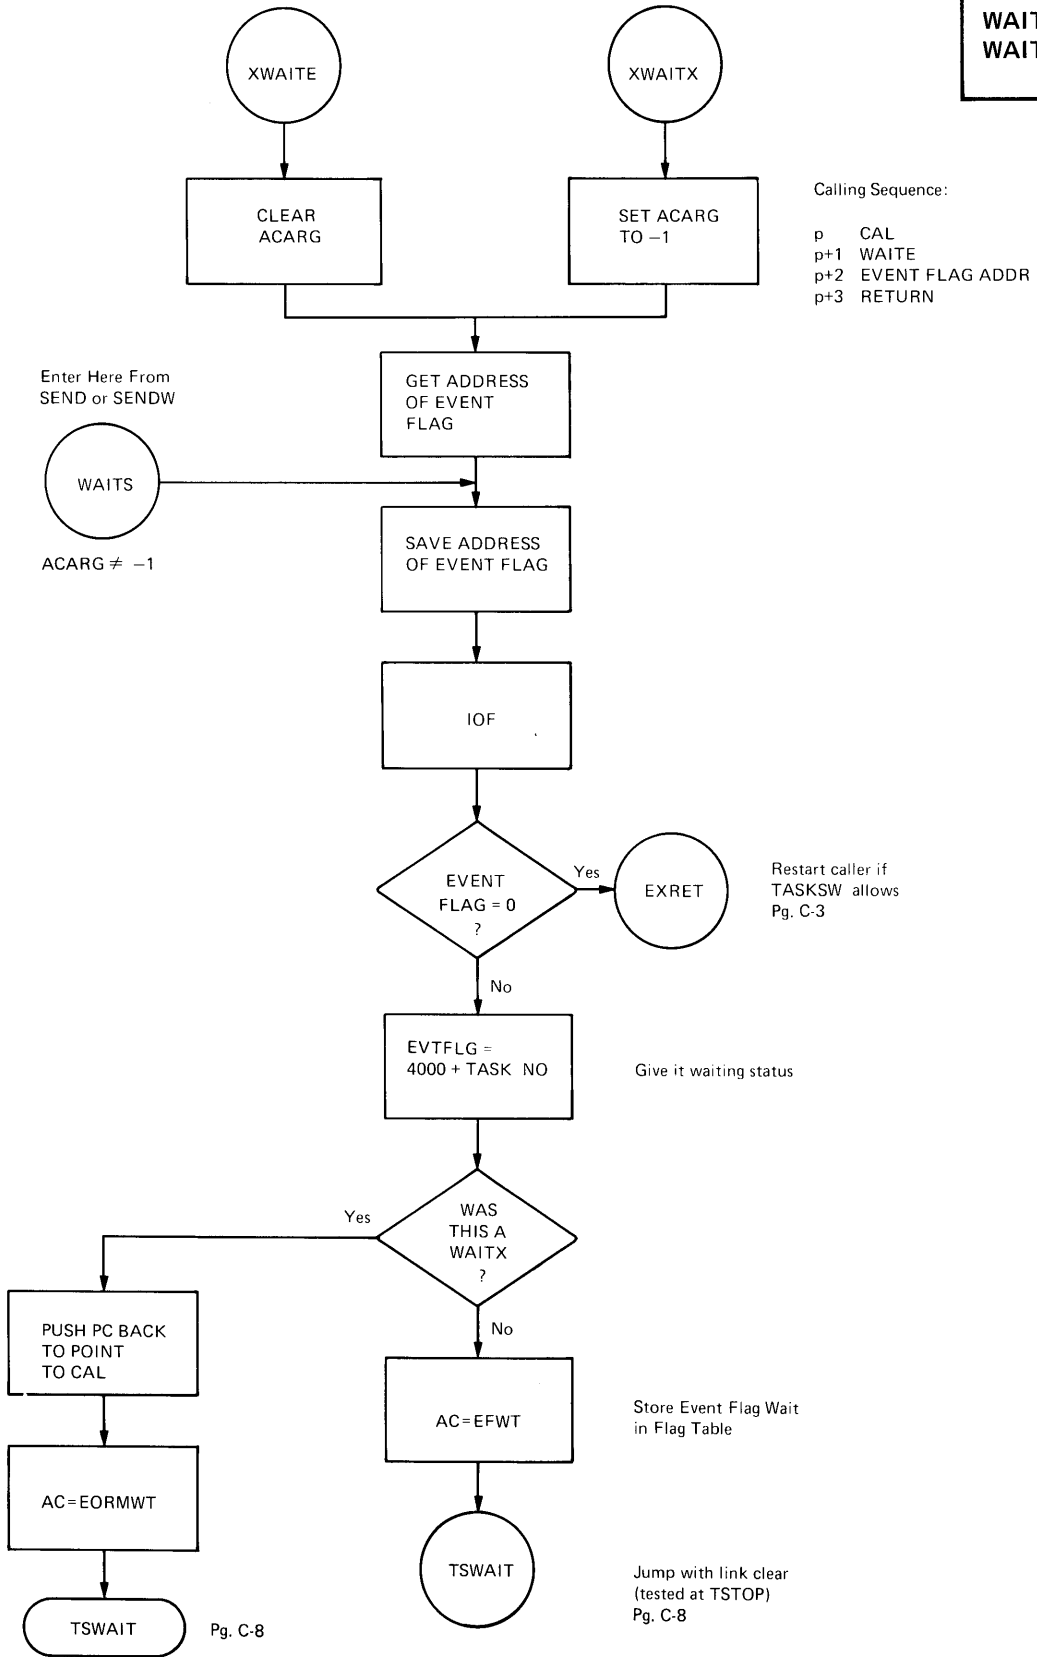 WAIT
WAIT
XWAITE
XWAITX
CLEAR
ACARG
SET ACARG
TO −1
Calling Sequence:
p CAL
p+1 WAITE
p+2 EVENT FLAG ADDR
p+3 RETURN
GET ADDRESS
OF EVENT
FLAG
Enter Here From
SEND or SENDW
WAITS
ACARG ≠ −1
SAVE ADDRESS
OF EVENT FLAG
IOF
EVENT
FLAG = 0
?
Yes
EXRET
Restart caller if
TASKSW allows
Pg. C-3
No
EVTFLG =
4000 + TASK NO
Give it waiting status
WAS
THIS A
WAITX
?
Yes
No
PUSH PC BACK
TO POINT
TO CAL
AC=EORMWT
TSWAIT
Pg. C-8
AC=EFWT
Store Event Flag Wait
in Flag Table
TSWAIT
Jump with link clear
(tested at TSTOP)
Pg. C-8